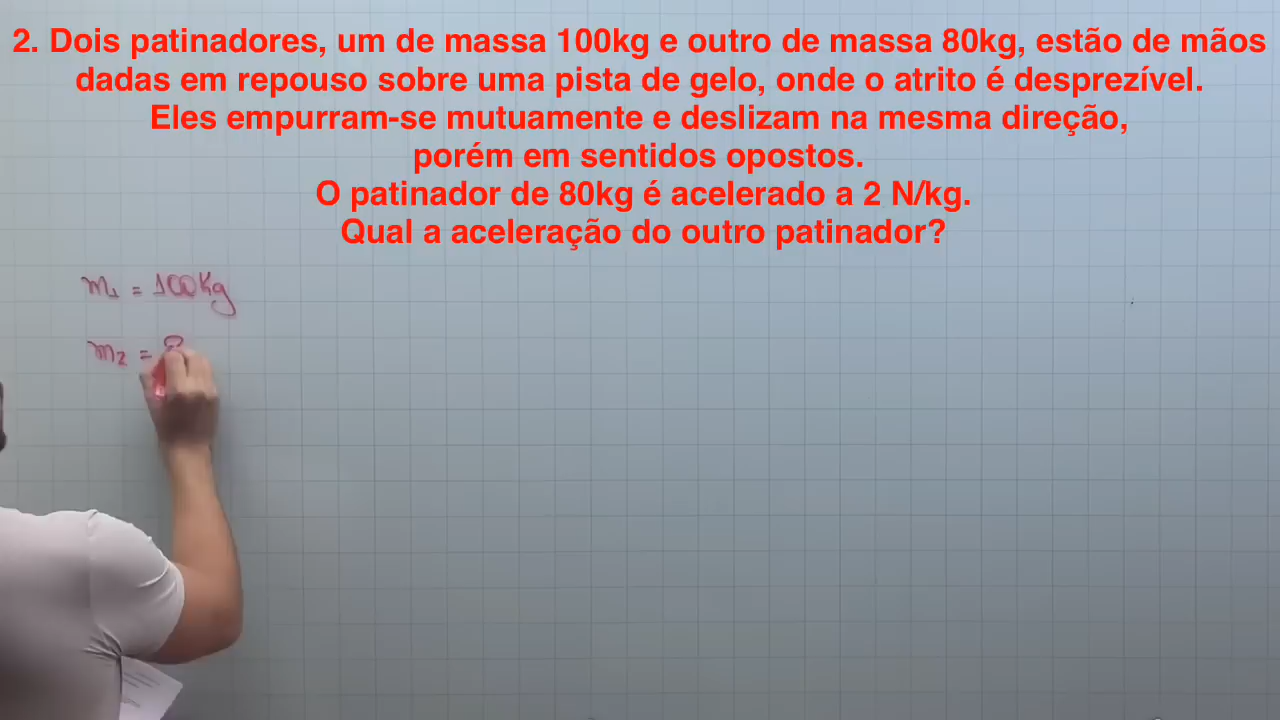 2. Dois patinadores, um de massa 100kg e outro de massa 80kg, estão de mãos
dadas em repouso sobre uma pista de gelo, onde o atrito é desprezível.
Eles empurram-se mutuamente e deslizam na mesma direção,
porém em sentidos opostos.
O patinador de 80kg é acelerado a 2 N/kg.
Qual a aceleração do outro patinador?
m₁ = 100Kg
m₂ =